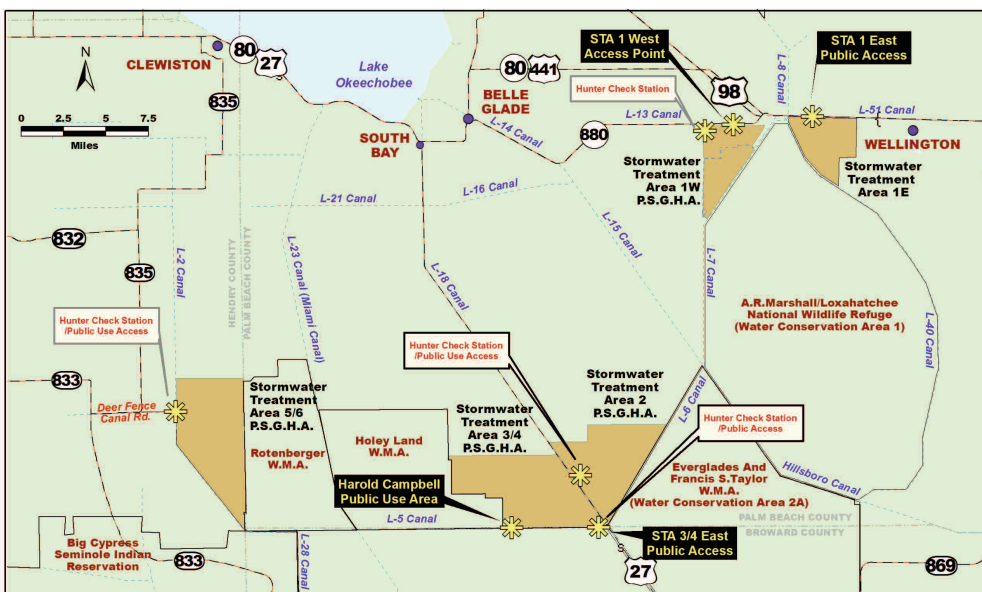 N
0 2.5 5 7.5
Miles
CLEWISTON
80
27
835
Lake
Okeechobee
SOUTH
BAY
BELLE
GLADE
80
441
L-14 Canal
880
STA 1 West
Access Point
Hunter Check Station
L-13 Canal
98
L-8 Canal
STA 1 East
Public Access
L-51 Canal
WELLINGTON
Stormwater
Treatment
Area 1W
P.S.G.H.A.
Stormwater
Treatment
Area 1E
L-21 Canal
L-16 Canal
L-15 Canal
832
835
L-2 Canal
HENDRY COUNTY
PALM BEACH COUNTY
L-23 Canal (Miami Canal)
L-18 Canal
L-7 Canal
A.R.Marshall/Loxahatchee
National Wildlife Refuge
(Water Conservation Area 1)
L-40 Canal
Hunter Check Station
/Public Use Access
Hunter Check Station
/Public Use Access
833
Deer Fence
Canal Rd.
Stormwater
Treatment
Area 5/6
P.S.G.H.A.
Rotenberger
W.M.A.
Holey Land
W.M.A.
Stormwater
Treatment
Area 3/4
P.S.G.H.A.
Stormwater
Treatment
Area 2
P.S.G.H.A.
L-6 Canal
Hunter Check Station
/Public Access
Hillsboro Canal
Everglades And
Francis S.Taylor
W.M.A.
(Water Conservation Area 2A)
Harold Campbell
Public Use Area
L-5 Canal
PALM BEACH COUNTY
BROWARD COUNTY
STA 3/4 East
Public Access
S
27
Big Cypress
Seminole Indian
Reservation
833
L-28 Canal
869